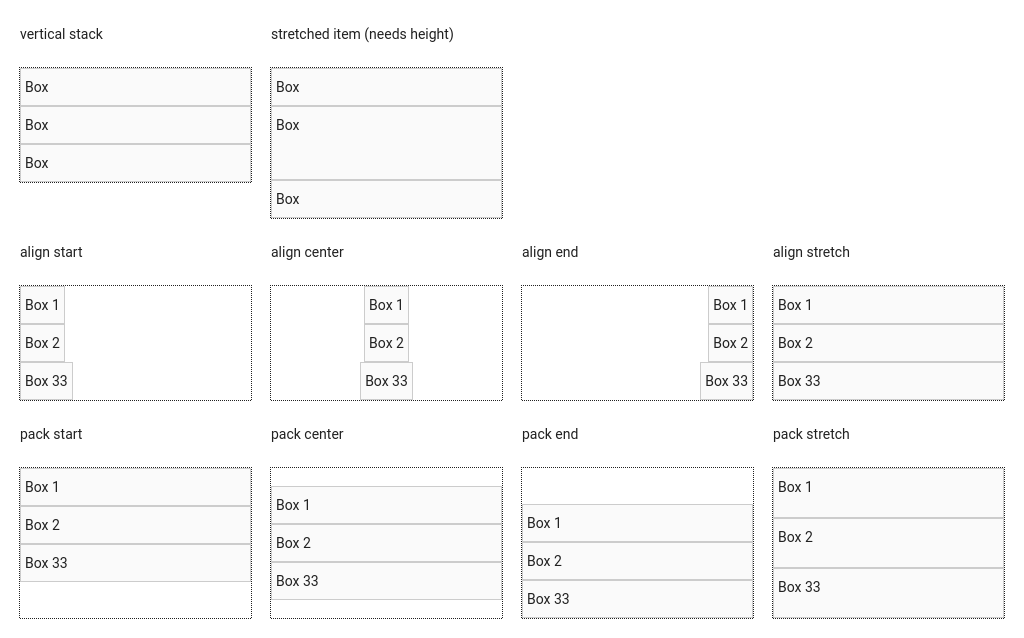 vertical stack
Box
Box
Box
stretched item (needs height)
Box
Box
Box
align start
Box 1
Box 2
Box 33
align center
Box 1
Box 2
Box 33
align end
Box 1
Box 2
Box 33
align stretch
Box 1
Box 2
Box 33
pack start
Box 1
Box 2
Box 33
pack center
Box 1
Box 2
Box 33
pack end
Box 1
Box 2
Box 33
pack stretch
Box 1
Box 2
Box 33